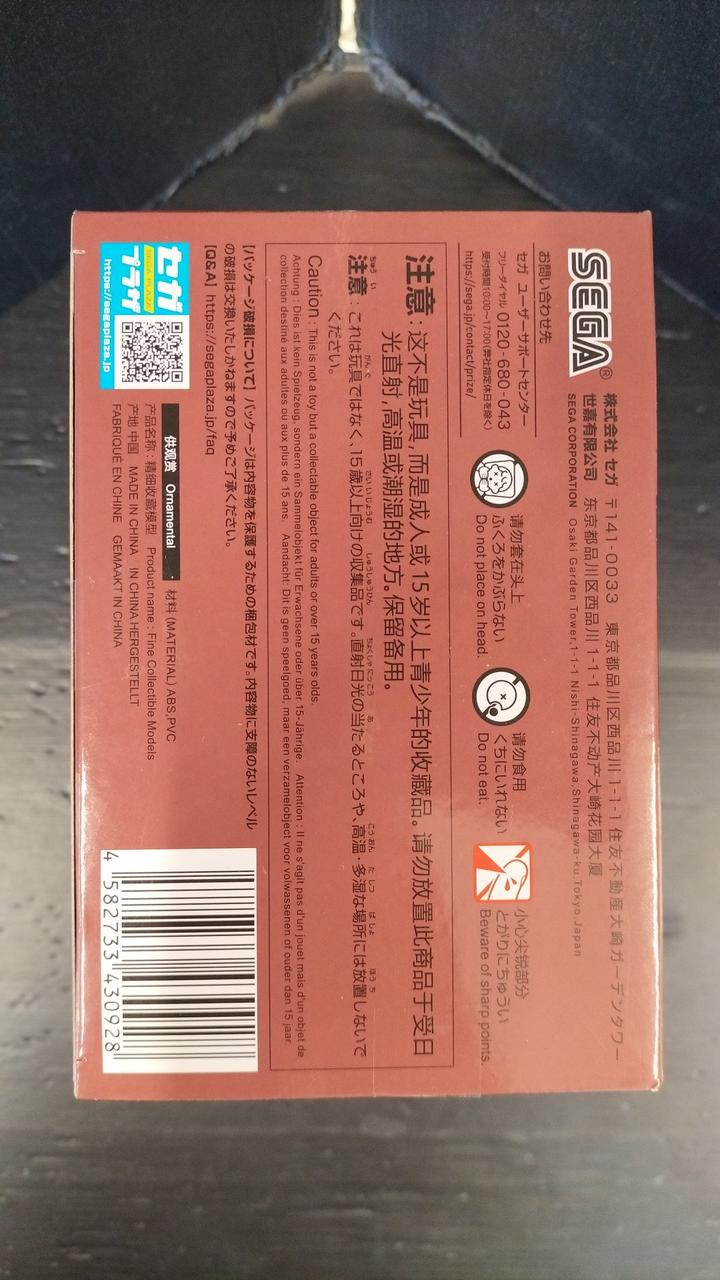 SEGA®
株式会社 セガ 〒141-0033 東京都品川区西品川1-1-1 住友不動産大崎ガーデンタワー
世嘉有限公司 东京都品川区西品川1-1-1 住友不动产大崎花园大厦
SEGA CORPORATION Osaki Garden Tower,1-1-1 Nishi-Shinagawa,Shinagawa-ku,Tokyo,Japan
お問い合わせ先
セガ ユーザーサポートセンター
フリーダイヤル 0120-680-043
受付時間10:00〜17:00(弊社指定休日を除く)
https://sega.jp/contact/prize/
请勿套在头上
ふくろをかぶらない
Do not place on head.
请勿食用
くちにいれない
Do not eat.
小心尖锐部分
とがりにちゅうい
Beware of sharp points.
注意:这不是玩具,而是成人或15岁以上青少年的收藏品。请勿放置此商品于受日
光直射,高温或潮湿的地方。保留备用。
注意:これは玩具ではなく、15歳以上向けの収集品です。直射日光の当たるところや、高温・多湿な場所には放置しないで
ください。
Caution : This is not a toy but a collectable object for adults or over 15 years olds.
Achtung : Dies ist kein Spielzeug, sondern ein Sammelobjekt für Erwachsene oder über 15-Jährige. Attention : Il ne s'agit pas d'un jouet mais d'un objet de
collection destiné aux adultes ou aux plus de 15 ans. Aandacht: Dit is geen speelgoed, maar een verzamelobject voor volwassenen of ouder dan 15 jaar.
【パッケージ破損について】パッケージは内容物を保護するための梱包材です。内容物に支障のないレベル
の破損は交換いたしかねますので予めご了承ください。
【Q&A】https://segaplaza.jp/faq
セガ
SEGA PLAZA
プラザ
https://segaplaza.jp
供观赏 Ornamental 材料 (MATERIAL) ABS,PVC
产品名称:精细收藏模型 Product name : Fine Collectible Models
产地 中国 MADE IN CHINA IN CHINA HERGESTELLT
FABRIQUÉ EN CHINE GEMAAKT IN CHINA
4 582733 430928